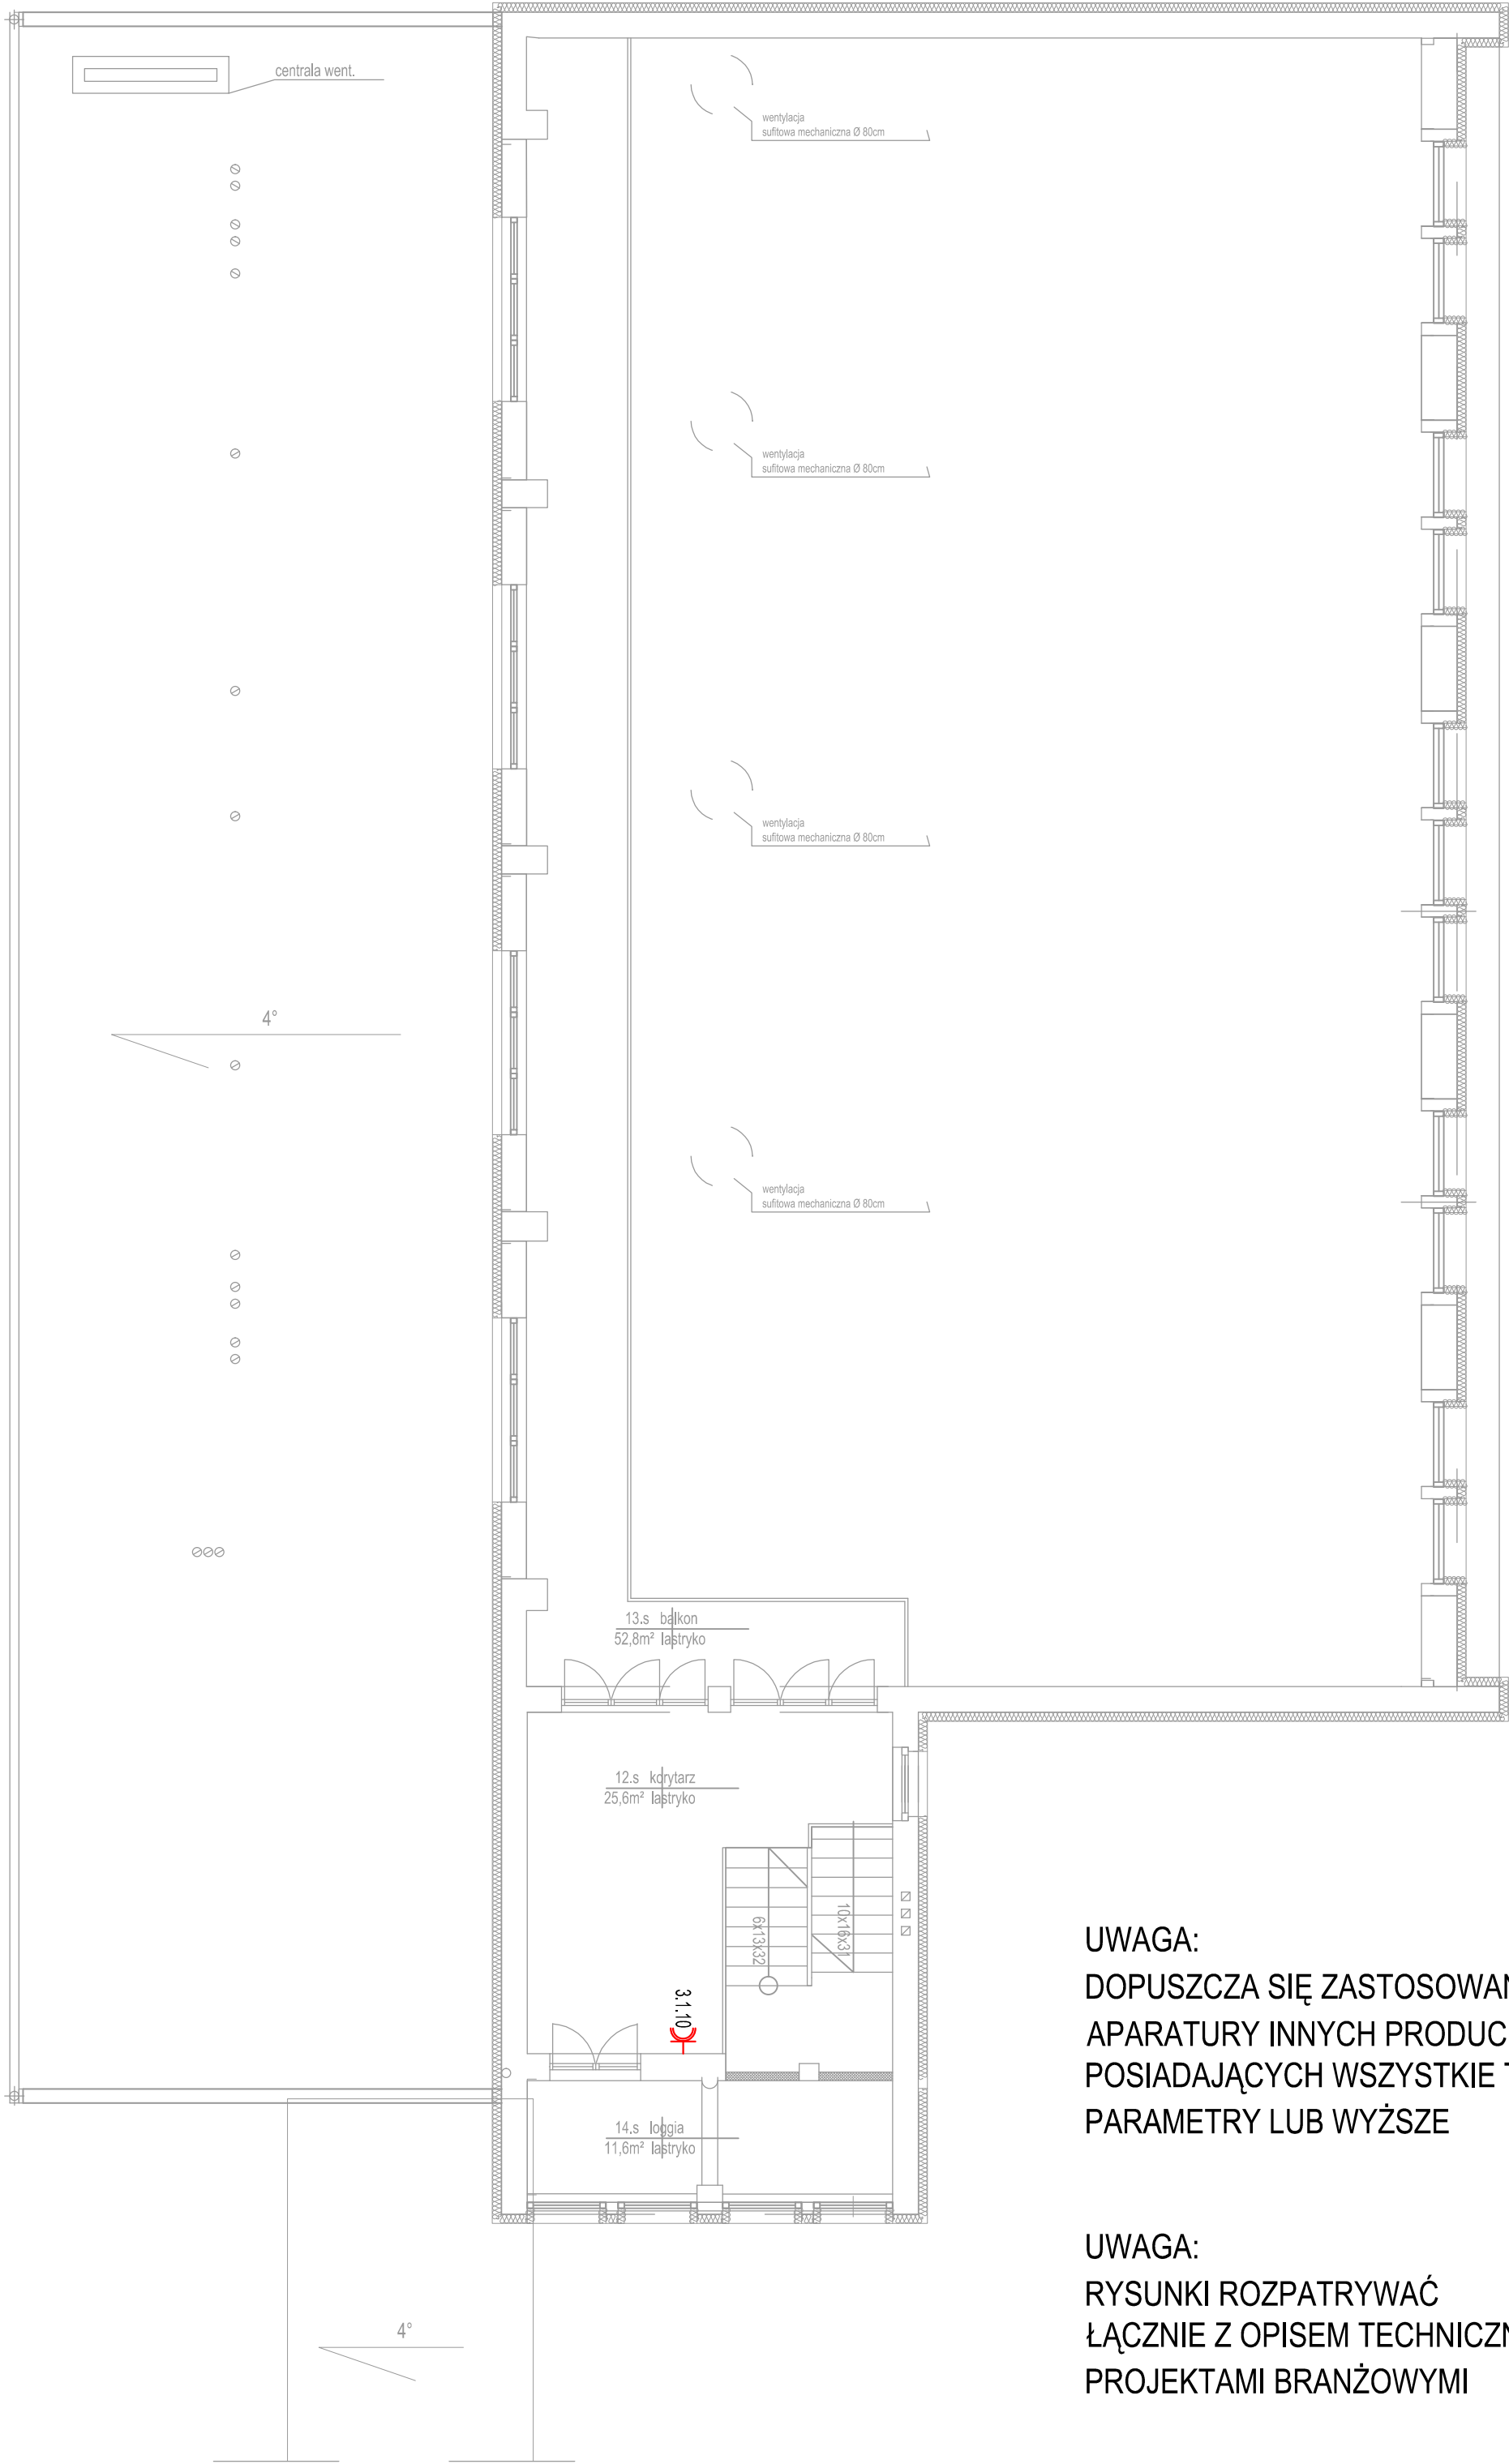 centrala went.
wentylacja
sufitowa mechaniczna Ø 80cm
wentylacja
sufitowa mechaniczna Ø 80cm
wentylacja
sufitowa mechaniczna Ø 80cm
4°
wentylacja
sufitowa mechaniczna Ø 80cm
13.s balkon
52,8m² lastryko
12.s korytarz
25,6m² lastryko
6x13x32
10x16x31
3.1.10
14.s loggia
11,6m² lastryko
4°
UWAGA:
DOPUSZCZA SIĘ ZASTOSOWAN
APARATURY INNYCH PRODUC
POSIADAJĄCYCH WSZYSTKIE T
PARAMETRY LUB WYŻSZE
UWAGA:
RYSUNKI ROZPATRYWAĆ
ŁĄCZNIE Z OPISEM TECHNICZN
PROJEKTAMI BRANŻOWYMI